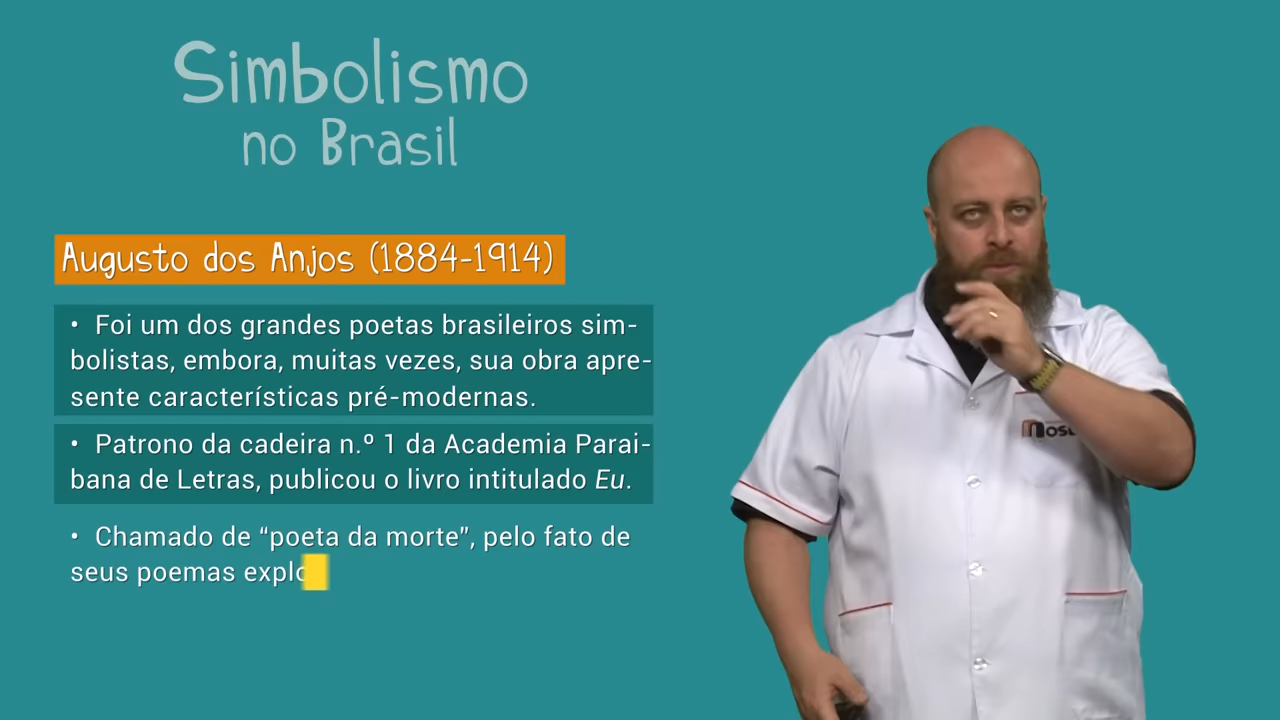 Simbolismo
no Brasil
Augusto dos Anjos (1884-1914)
• Foi um dos grandes poetas brasileiros sim-
bolistas, embora, muitas vezes, sua obra apre-
sente características pré-modernas.
• Patrono da cadeira n.º 1 da Academia Parai-
bana de Letras, publicou o livro intitulado Eu.
• Chamado de “poeta da morte”, pelo fato de
seus poemas